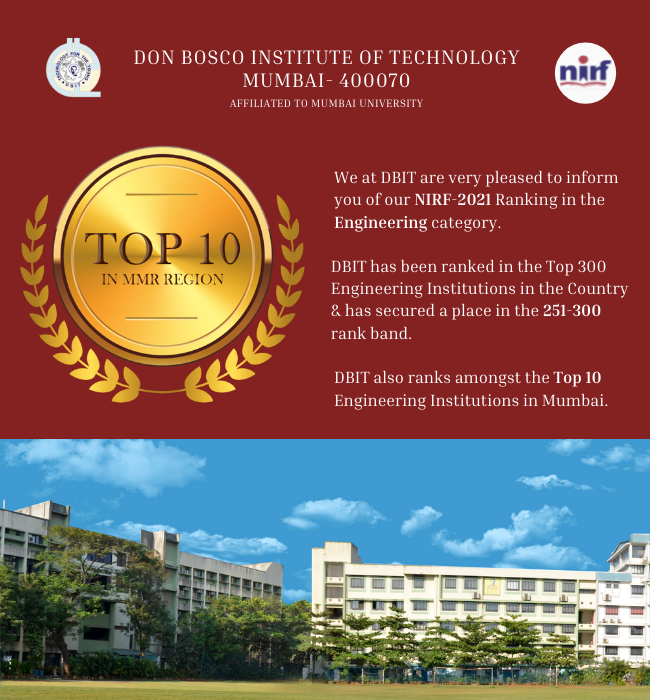 DON BOSCO INSTITUTE OF TECHNOLOGY
MUMBAI- 400070
AFFILIATED TO MUMBAI UNIVERSITY
nirf
TOP 10
IN MMR REGION
We at DBIT are very pleased to inform
you of our NIRF-2021 Ranking in the
Engineering category.
DBIT has been ranked in the Top 300
Engineering Institutions in the Country
& has secured a place in the 251-300
rank band.
DBIT also ranks amongst the Top 10
Engineering Institutions in Mumbai.